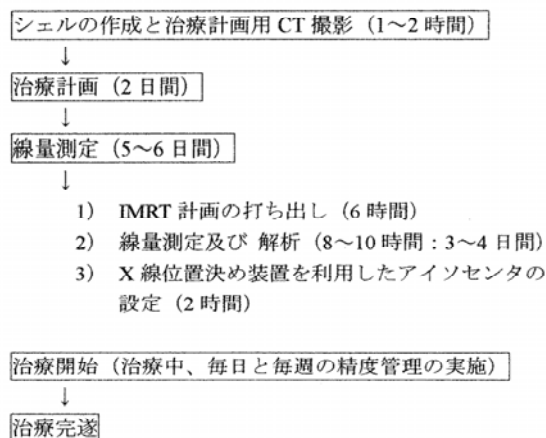 シェルの作成と治療計画用 CT 撮影（1～2 時間）
↓
治療計画（2 日間）
↓
線量測定（5～6 日間）
↓
1） IMRT 計画の打ち出し（6 時間）
2） 線量測定及び 解析（8～10 時間：3～4 日間）
3） X 線位置決め装置を利用したアイソセンタの
設定（2 時間）
治療開始（治療中、毎日と毎週の精度管理の実施）
↓
治療完遂